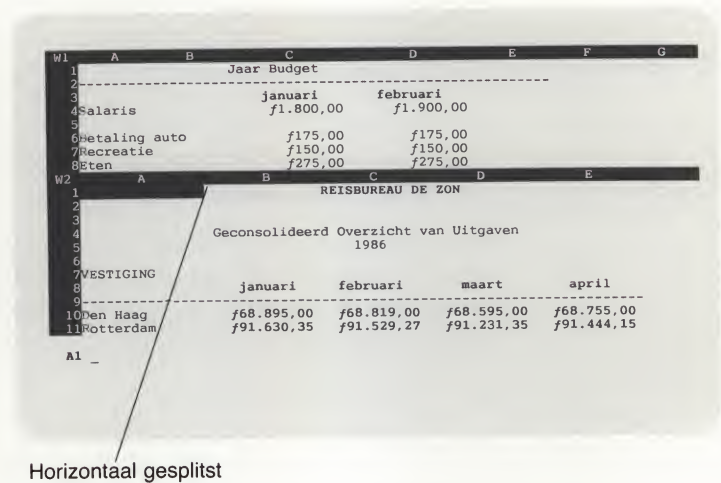 W1 A B C D E F G
1 Jaar Budget
2 --------------------------------------------------
3 januari februari
4 Salaris ƒ1.800,00 ƒ1.900,00
5
6 Betaling auto ƒ175,00 ƒ175,00
7 Recreatie ƒ150,00 ƒ150,00
8 Eten ƒ275,00 ƒ275,00
W2 A B C D E
1 REISBUREAU DE ZON
2
3
4 Geconsolideerd Overzicht van Uitgaven
5 1986
6
7 VESTIGING
8 januari februari maart april
9 --------------------------------------------------
10 Den Haag ƒ68.895,00 ƒ68.819,00 ƒ68.595,00 ƒ68.755,00
11 Rotterdam ƒ91.630,35 ƒ91.529,27 ƒ91.231,35 ƒ91.444,15
A1 _
Horizontaal gesplitst